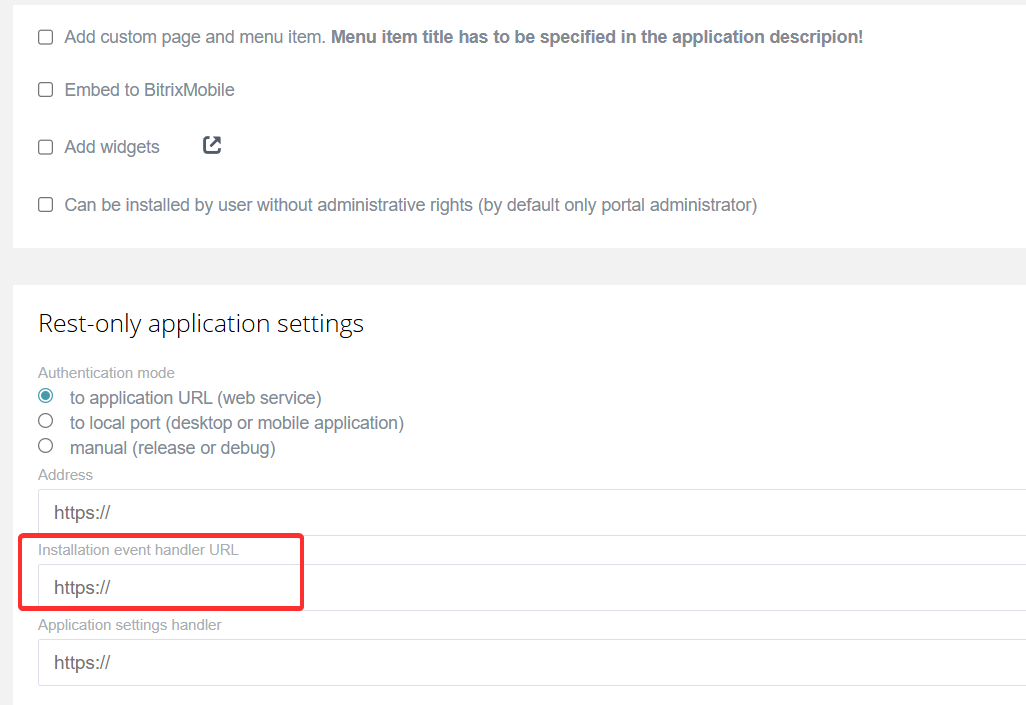 Add custom page and menu item. Menu item title has to be specified in the application descripion!
Embed to BitrixMobile
Add widgets
Can be installed by user without administrative rights (by default only portal administrator)
Rest-only application settings
Authentication mode
to application URL (web service)
to local port (desktop or mobile application)
manual (release or debug)
Address
https://
Installation event handler URL
https://
Application settings handler
https://